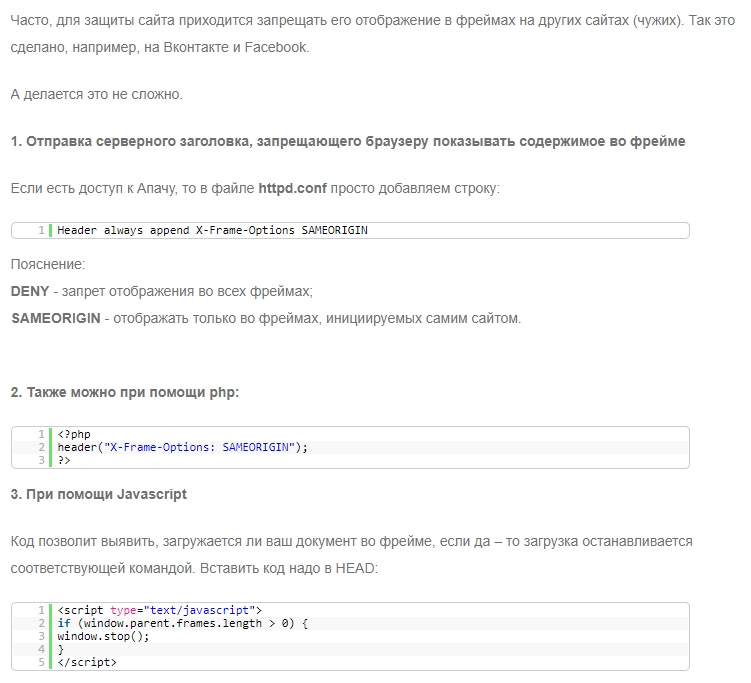 Часто, для защиты сайта приходится запрещать его отображение в фреймах на других сайтах (чужих). Так это
сделано, например, на Вконтакте и Facebook.
А делается это не сложно.
1. Отправка серверного заголовка, запрещающего браузеру показывать содержимое во фрейме
Если есть доступ к Апачу, то в файле httpd.conf просто добавляем строку:
1 Header always append X-Frame-Options SAMEORIGIN
Пояснение:
DENY - запрет отображения во всех фреймах;
SAMEORIGIN - отображать только во фреймах, инициируемых самим сайтом.
2. Также можно при помощи php:
1 <?php
2 header("X-Frame-Options: SAMEORIGIN");
3 ?>
3. При помощи Javascript
Код позволит выявить, загружается ли ваш документ во фрейме, если да – то загрузка останавливается
соответствующей командой. Вставить код надо в HEAD:
1 <script type="text/javascript">
2 if (window.parent.frames.length > 0) {
3 window.stop();
4 }
5 </script>